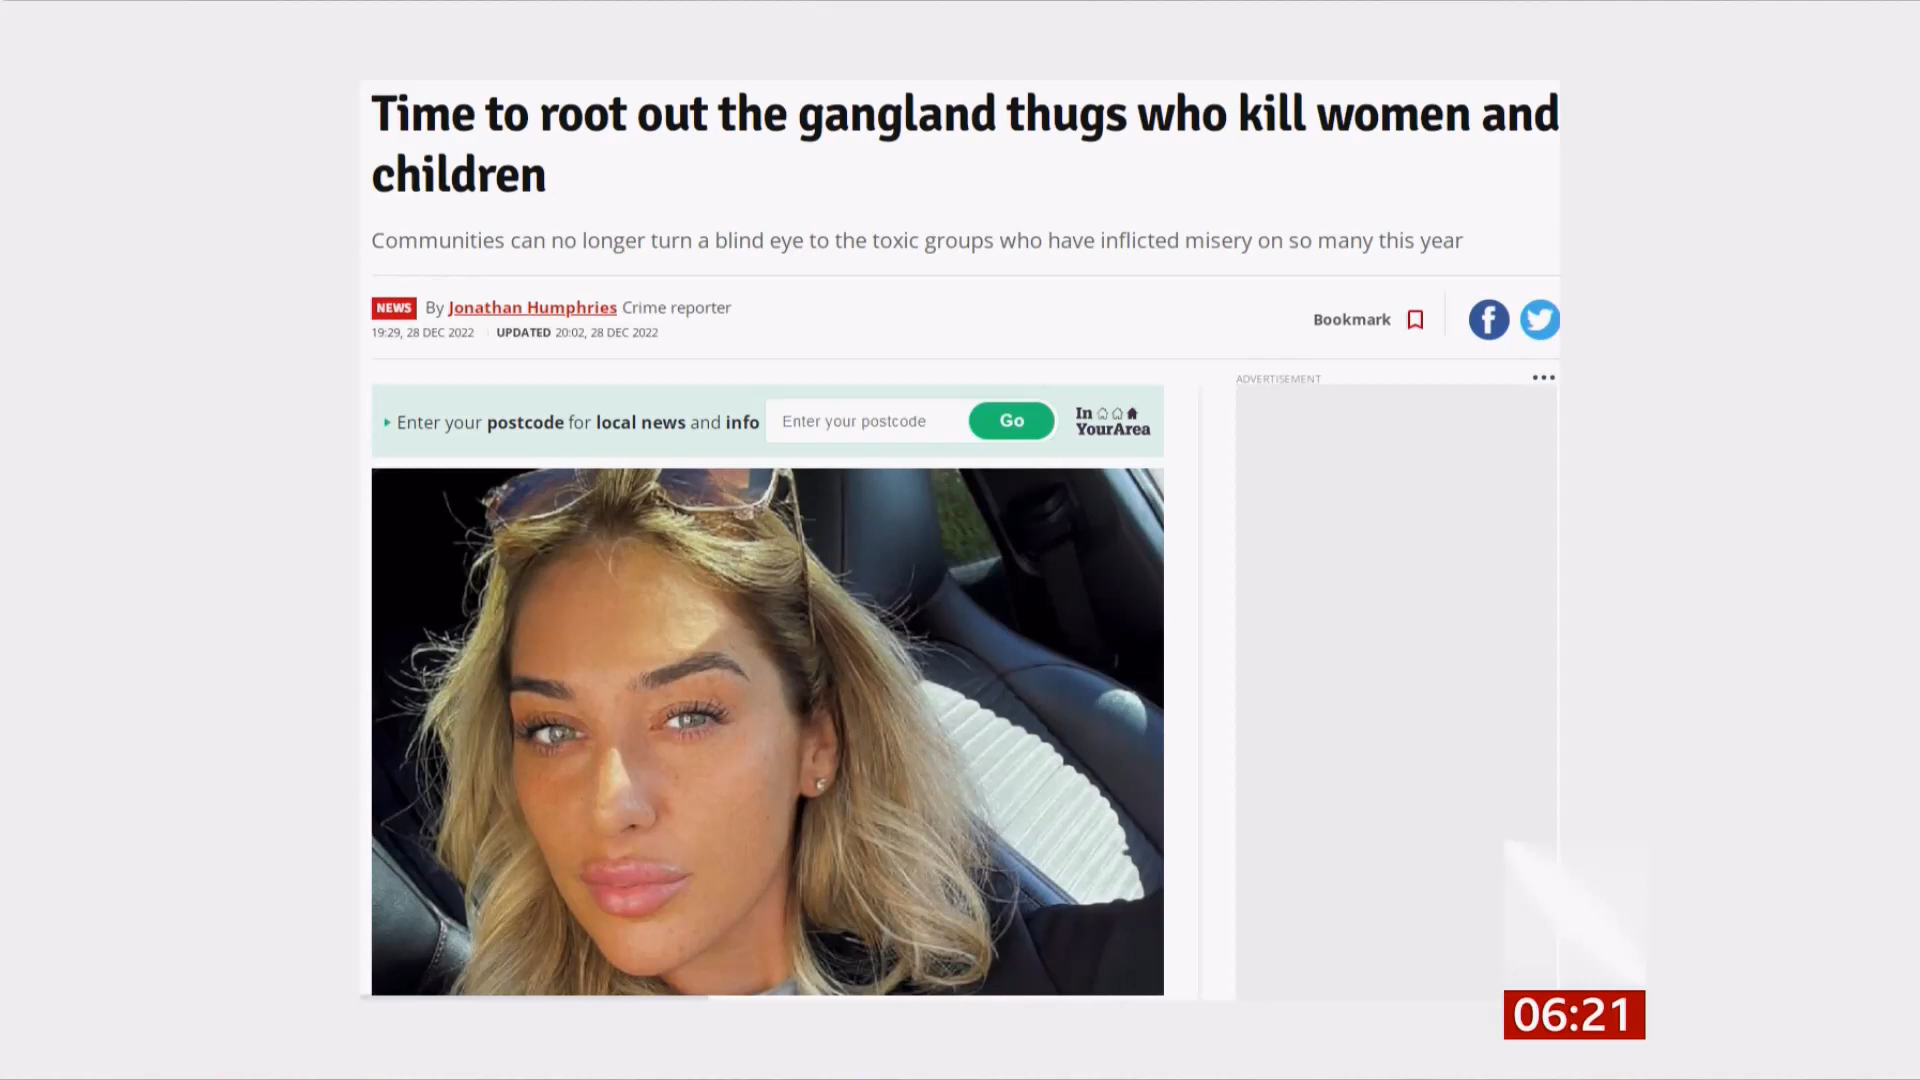 Time to root out the gangland thugs who kill women and
children
Communities can no longer turn a blind eye to the toxic groups who have inflicted misery on so many this year
NEWS By Jonathan Humphries Crime reporter
19:29, 28 DEC 2022 UPDATED 20:02, 28 DEC 2022
Bookmark
ADVERTISEMENT
Enter your postcode for local news and info
Enter your postcode
Go
In
YourArea
06:21